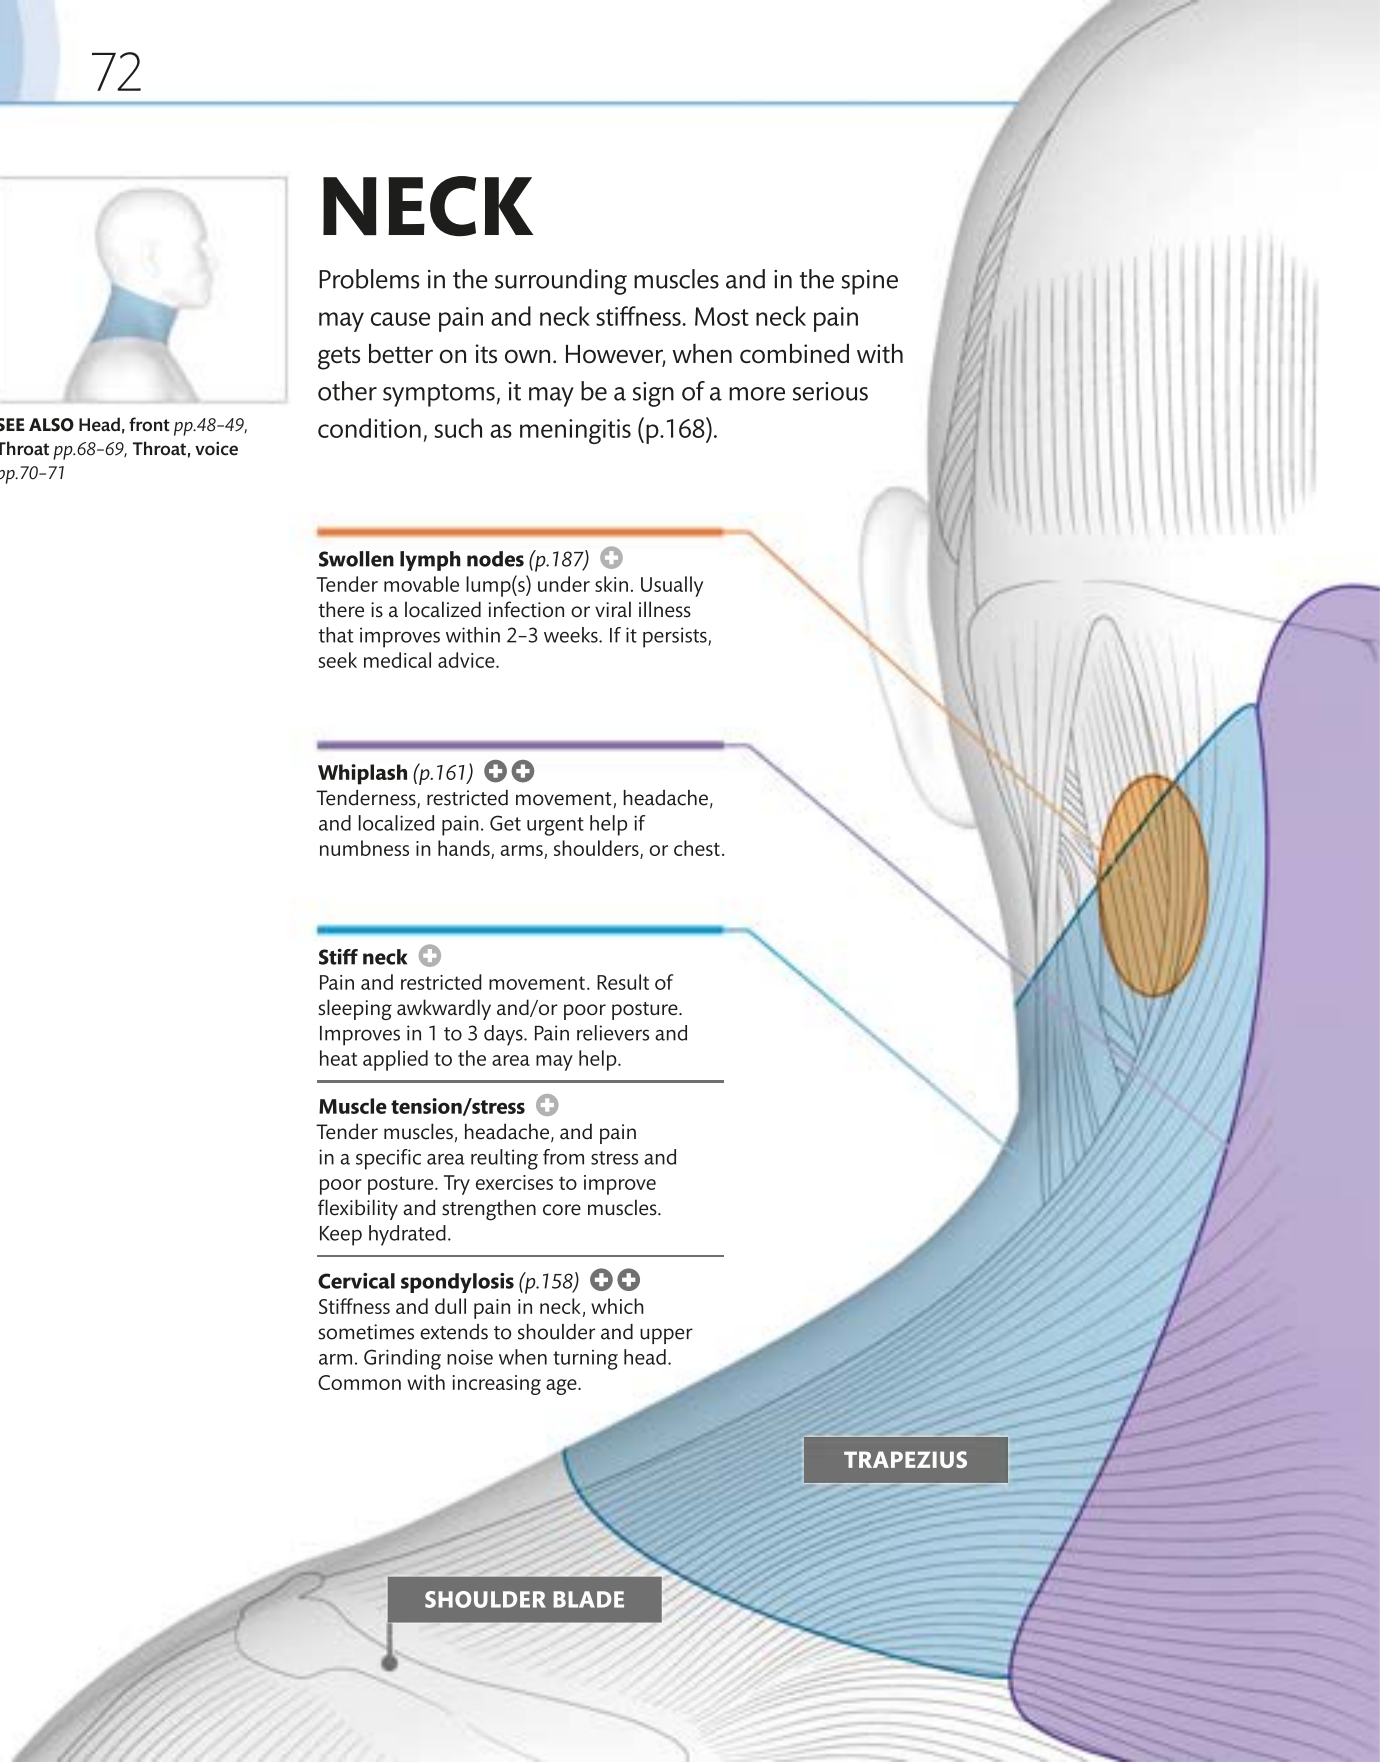 72
NECK
Problems in the surrounding muscles and in the spine
may cause pain and neck stiffness. Most neck pain
gets better on its own. However, when combined with
other symptoms, it may be a sign of a more serious
condition, such as meningitis (p.168).
SEE ALSO Head, front pp.48–49,
Throat pp.68–69, Throat, voice
pp.70–71
Swollen lymph nodes (p.187)
Tender movable lump(s) under skin. Usually
there is a localized infection or viral illness
that improves within 2–3 weeks. If it persists,
seek medical advice.
Whiplash (p.161)
Tenderness, restricted movement, headache,
and localized pain. Get urgent help if
numbness in hands, arms, shoulders, or chest.
Stiff neck
Pain and restricted movement. Result of
sleeping awkwardly and/or poor posture.
Improves in 1 to 3 days. Pain relievers and
heat applied to the area may help.
Muscle tension/stress
Tender muscles, headache, and pain
in a specific area reulting from stress and
poor posture. Try exercises to improve
flexibility and strengthen core muscles.
Keep hydrated.
Cervical spondylosis (p.158)
Stiffness and dull pain in neck, which
sometimes extends to shoulder and upper
arm. Grinding noise when turning head.
Common with increasing age.
TRAPEZIUS
SHOULDER BLADE